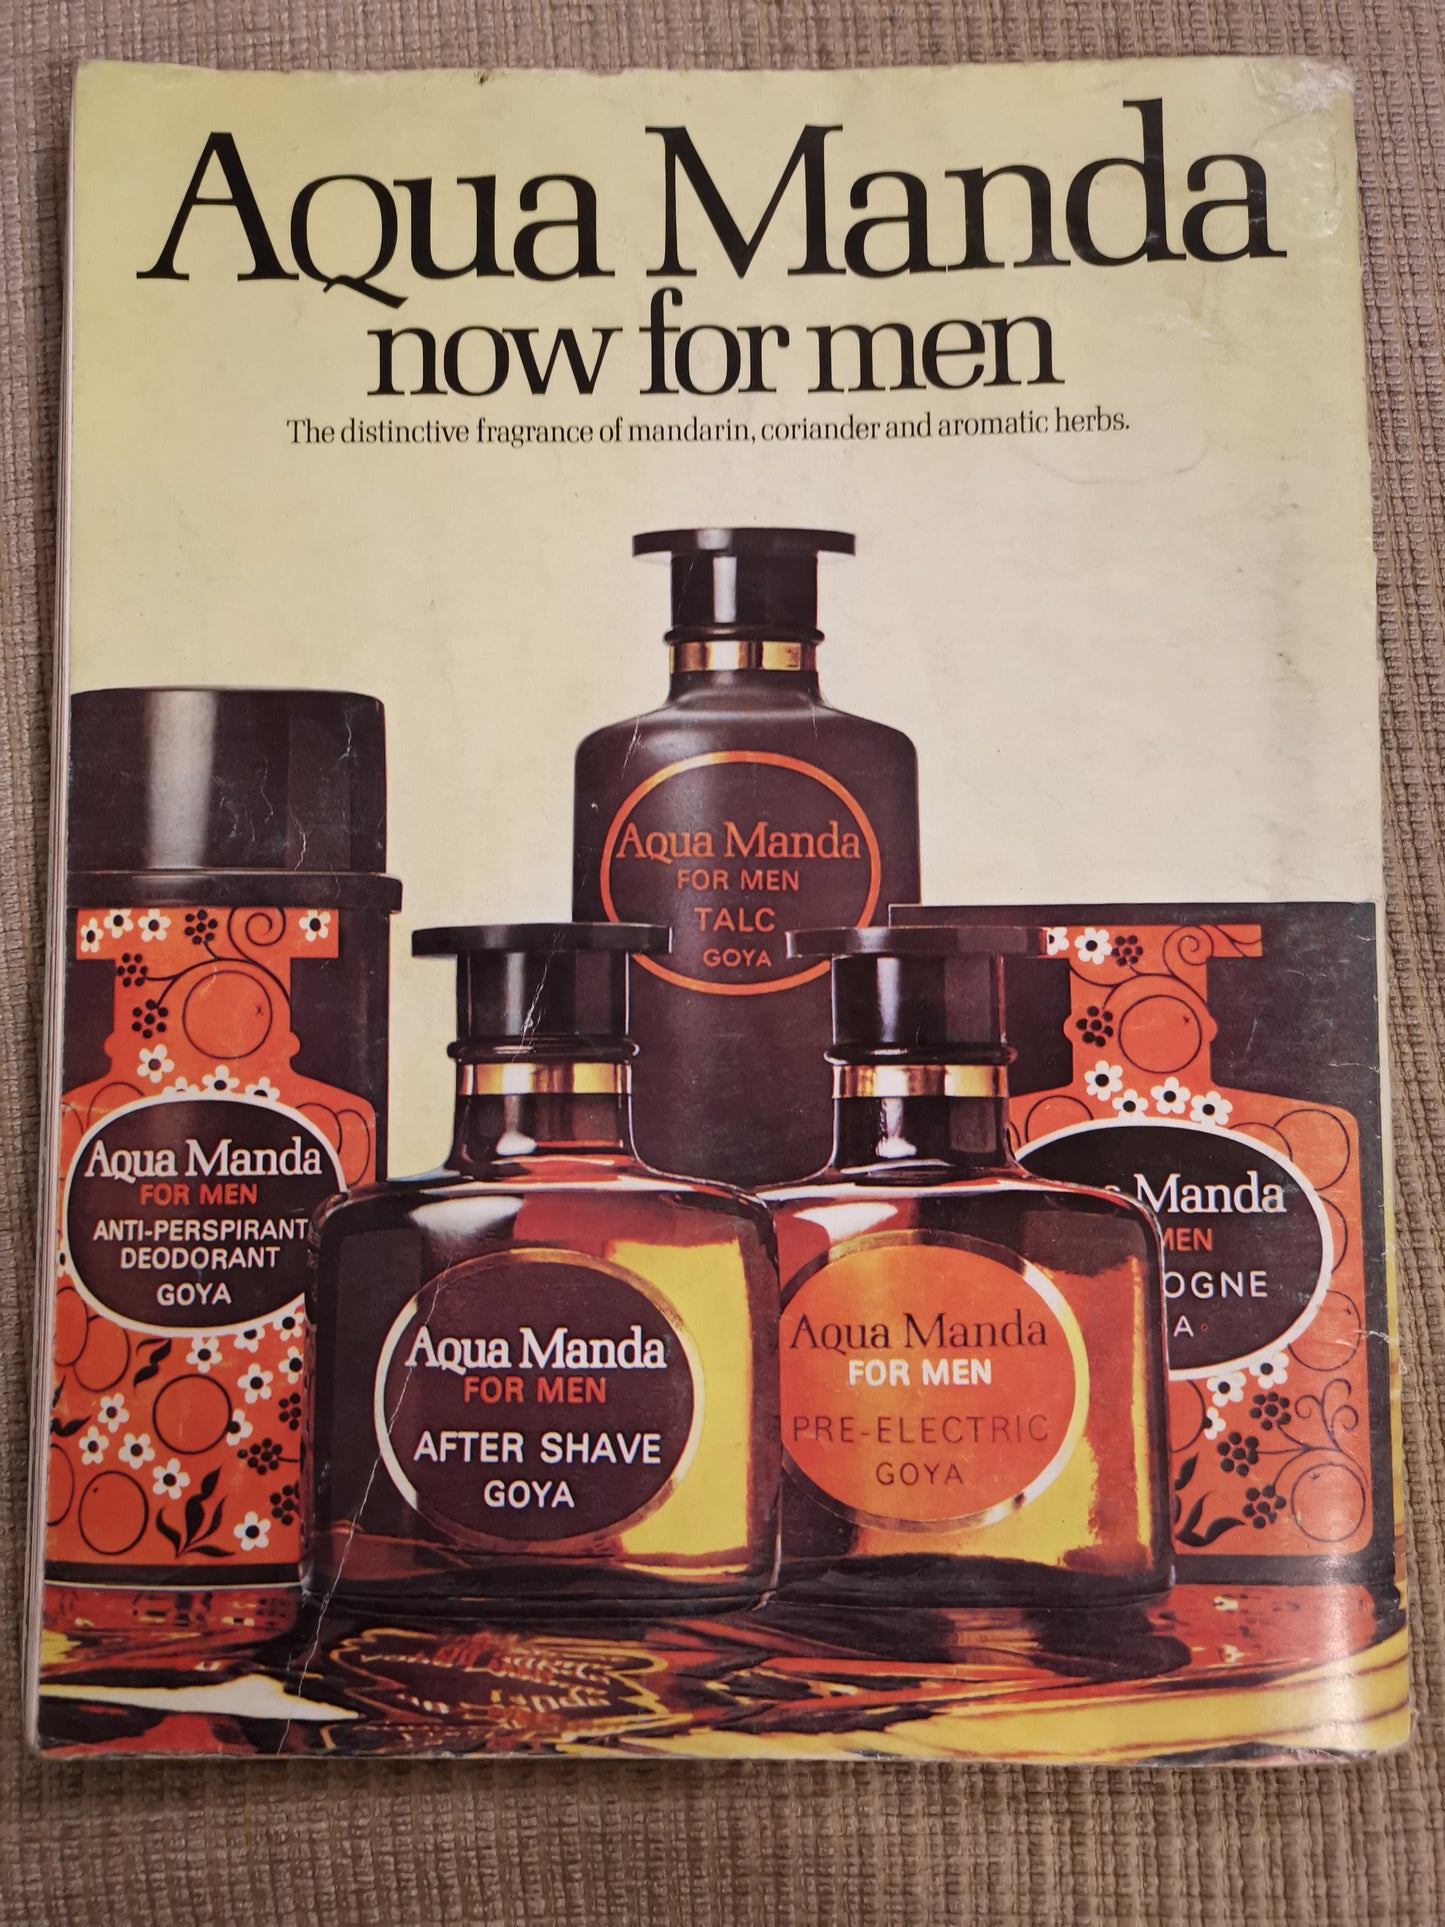 Aqua Manda
now for men
The distinctive fragrance of mandarin, coriander and aromatic herbs.
Aqua Manda
FOR MEN
TALC
GOYA
Aqua Manda
FOR MEN
ANTI-PERSPIRANT
DEODORANT
GOYA
Aqua Manda
FOR MEN
AFTER SHAVE
GOYA
Aqua Manda
FOR MEN
PRE-ELECTRIC
GOYA
Manda
MEN
OGNE
A